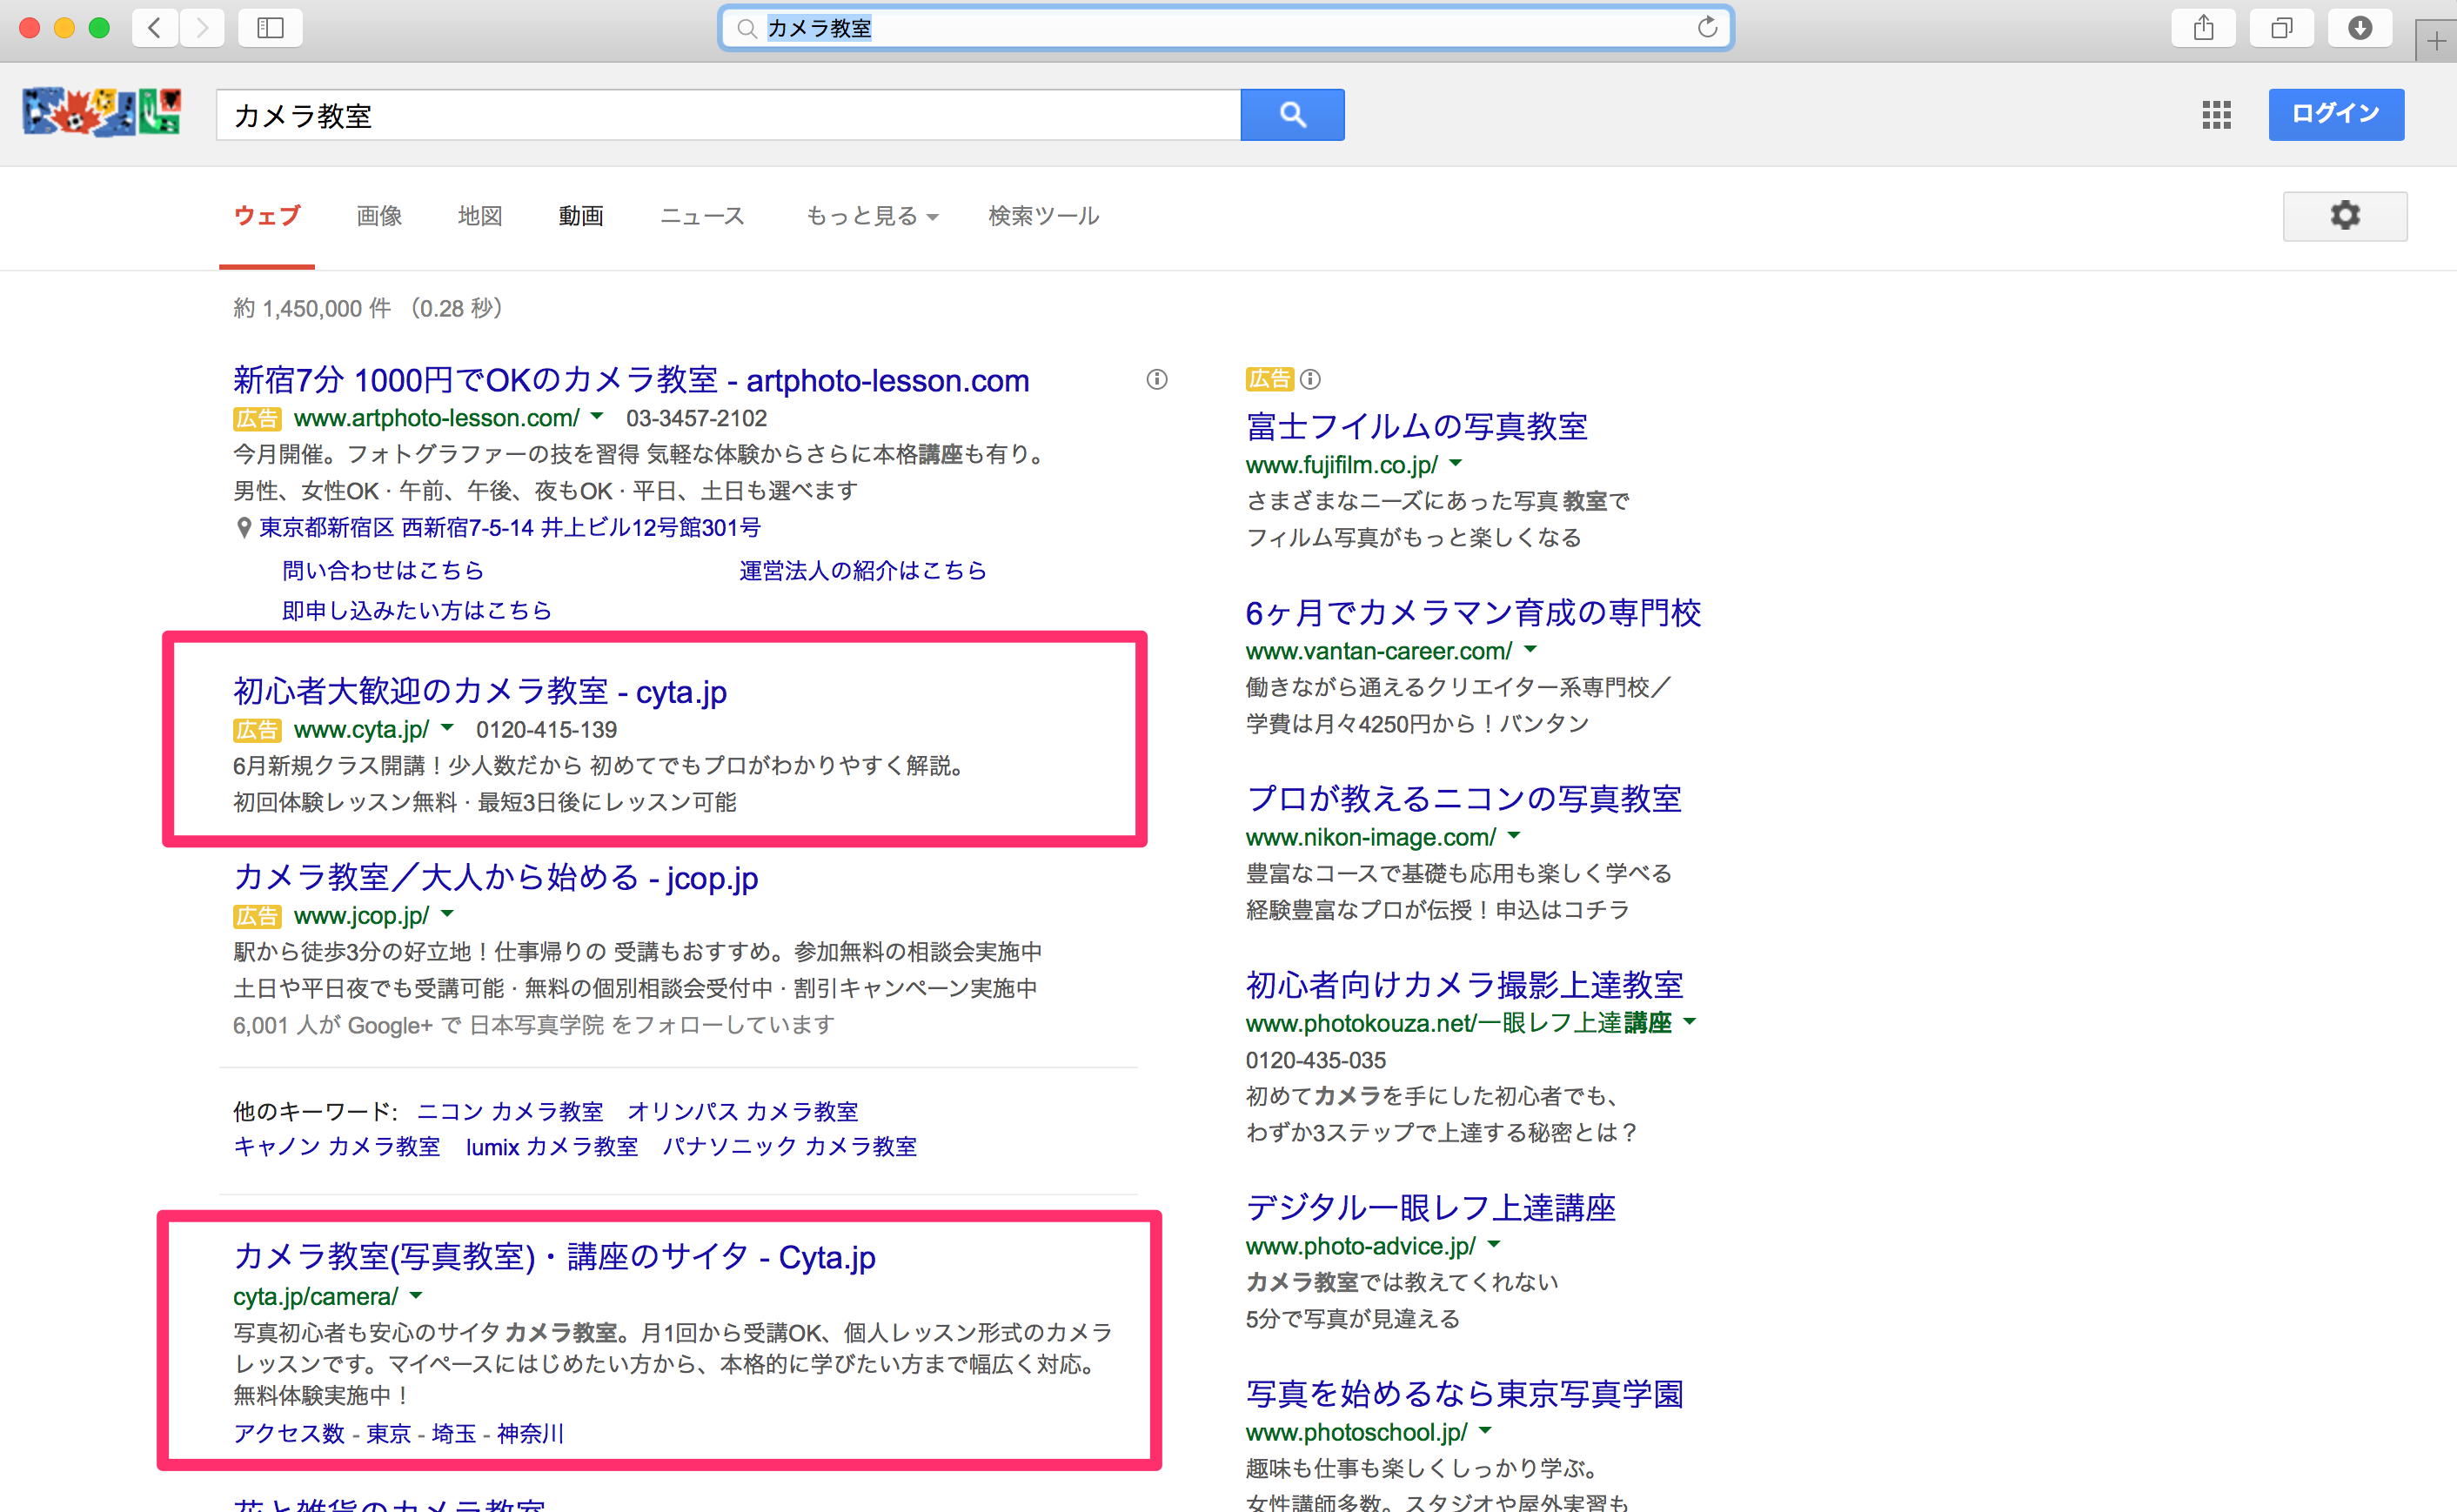 カメラ教室
カメラ教室
ログイン
ウェブ 画像 地図 動画 ニュース もっと見る 検索ツール
約 1,450,000 件 （0.28 秒）
新宿7分 1000円でOKのカメラ教室 - artphoto-lesson.com
広告 www.artphoto-lesson.com/ 03-3457-2102
今月開催。フォトグラファーの技を習得 気軽な体験からさらに本格講座も有り。
男性、女性OK · 午前、午後、夜もOK · 平日、土日も選べます
東京都新宿区 西新宿7-5-14 井上ビル12号館301号
問い合わせはこちら 運営法人の紹介はこちら
即申し込みたい方はこちら
初心者大歓迎のカメラ教室 - cyta.jp
広告 www.cyta.jp/ 0120-415-139
6月新規クラス開講！少人数だから 初めてでもプロがわかりやすく解説。
初回体験レッスン無料 · 最短3日後にレッスン可能
カメラ教室／大人から始める - jcop.jp
広告 www.jcop.jp/
駅から徒歩3分の好立地！仕事帰りの 受講もおすすめ。参加無料の相談会実施中
土日や平日夜でも受講可能 · 無料の個別相談会受付中 · 割引キャンペーン実施中
6,001 人が Google+ で 日本写真学院 をフォローしています
他のキーワード: ニコン カメラ教室 オリンパス カメラ教室
キャノン カメラ教室 lumix カメラ教室 パナソニック カメラ教室
カメラ教室(写真教室)・講座のサイタ - Cyta.jp
cyta.jp/camera/
写真初心者も安心のサイタ カメラ教室。月1回から受講OK、個人レッスン形式のカメラ
レッスンです。マイペースにはじめたい方から、本格的に学びたい方まで幅広く対応。
無料体験実施中！
アクセス数 - 東京 - 埼玉 - 神奈川
花と雑貨のカメラ教室
広告
富士フイルムの写真教室
www.fujifilm.co.jp/
さまざまなニーズにあった写真 教室で
フィルム写真がもっと楽しくなる
6ヶ月でカメラマン育成の専門校
www.vantan-career.com/
働きながら通えるクリエイター系専門校／
学費は月々4250円から！バンタン
プロが教えるニコンの写真教室
www.nikon-image.com/
豊富なコースで基礎も応用も楽しく学べる
経験豊富なプロが伝授！申込はコチラ
初心者向けカメラ撮影上達教室
www.photokouza.net/一眼レフ上達講座
0120-435-035
初めてカメラを手にした初心者でも、
わずか3ステップで上達する秘密とは？
デジタル一眼レフ上達講座
www.photo-advice.jp/
カメラ教室では教えてくれない
5分で写真が見違える
写真を始めるなら東京写真学園
www.photoschool.jp/
趣味も仕事も楽しくしっかり学ぶ。
女性講師多数。スタジオや屋外実習も